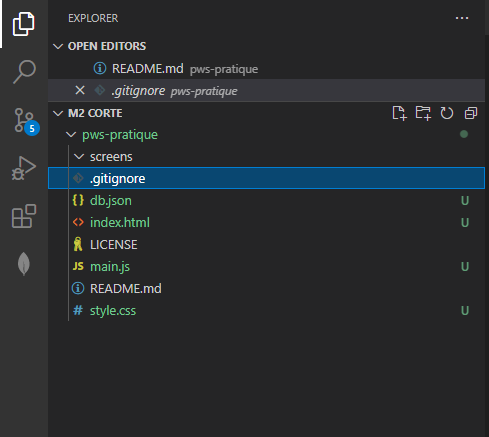 EXPLORER
OPEN EDITORS
README.md pws-pratique
.gitignore pws-pratique
M2 CORTE
pws-pratique
screens
.gitignore
{} db.json U
<> index.html U
LICENSE
JS main.js U
README.md
# style.css U
5